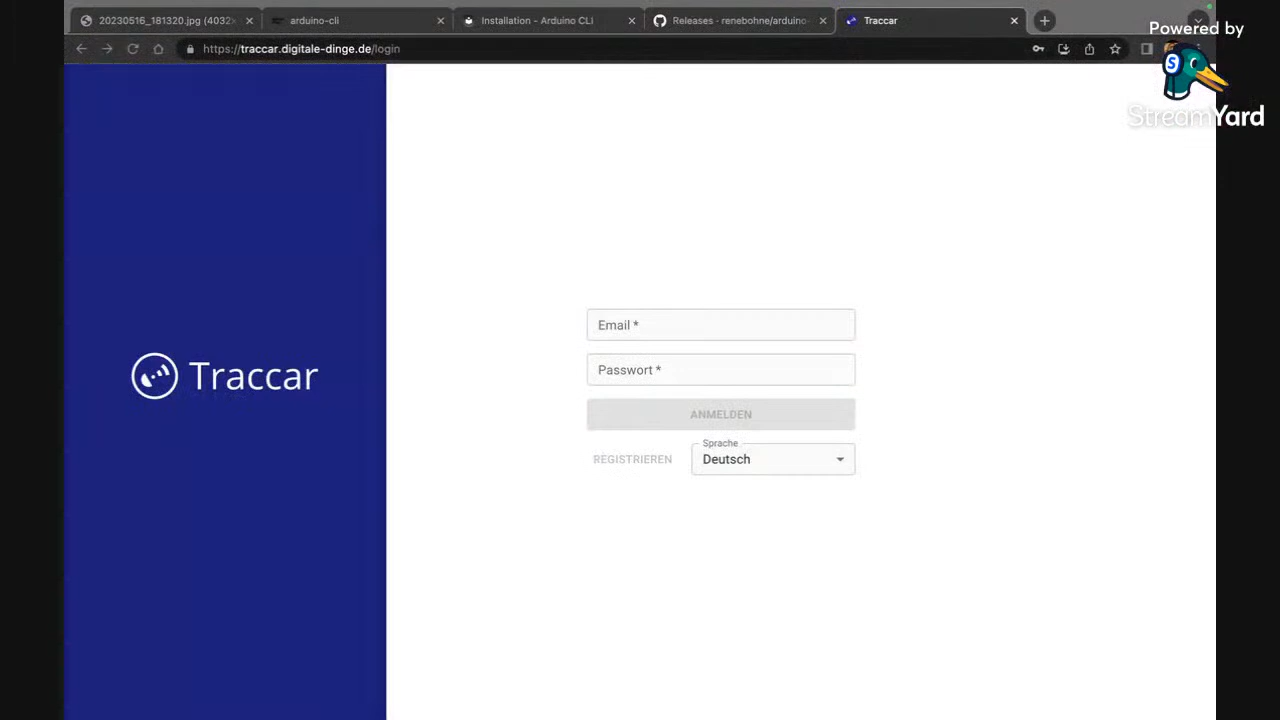 20230516_181320.jpg (4032×
arduino-cli
Installation - Arduino CLI
Releases - renebohne/arduino-
Traccar
https://traccar.digitale-dinge.de/login
Powered by
StreamYard
Traccar
Email *
Passwort *
ANMELDEN
REGISTRIEREN
Sprache
Deutsch